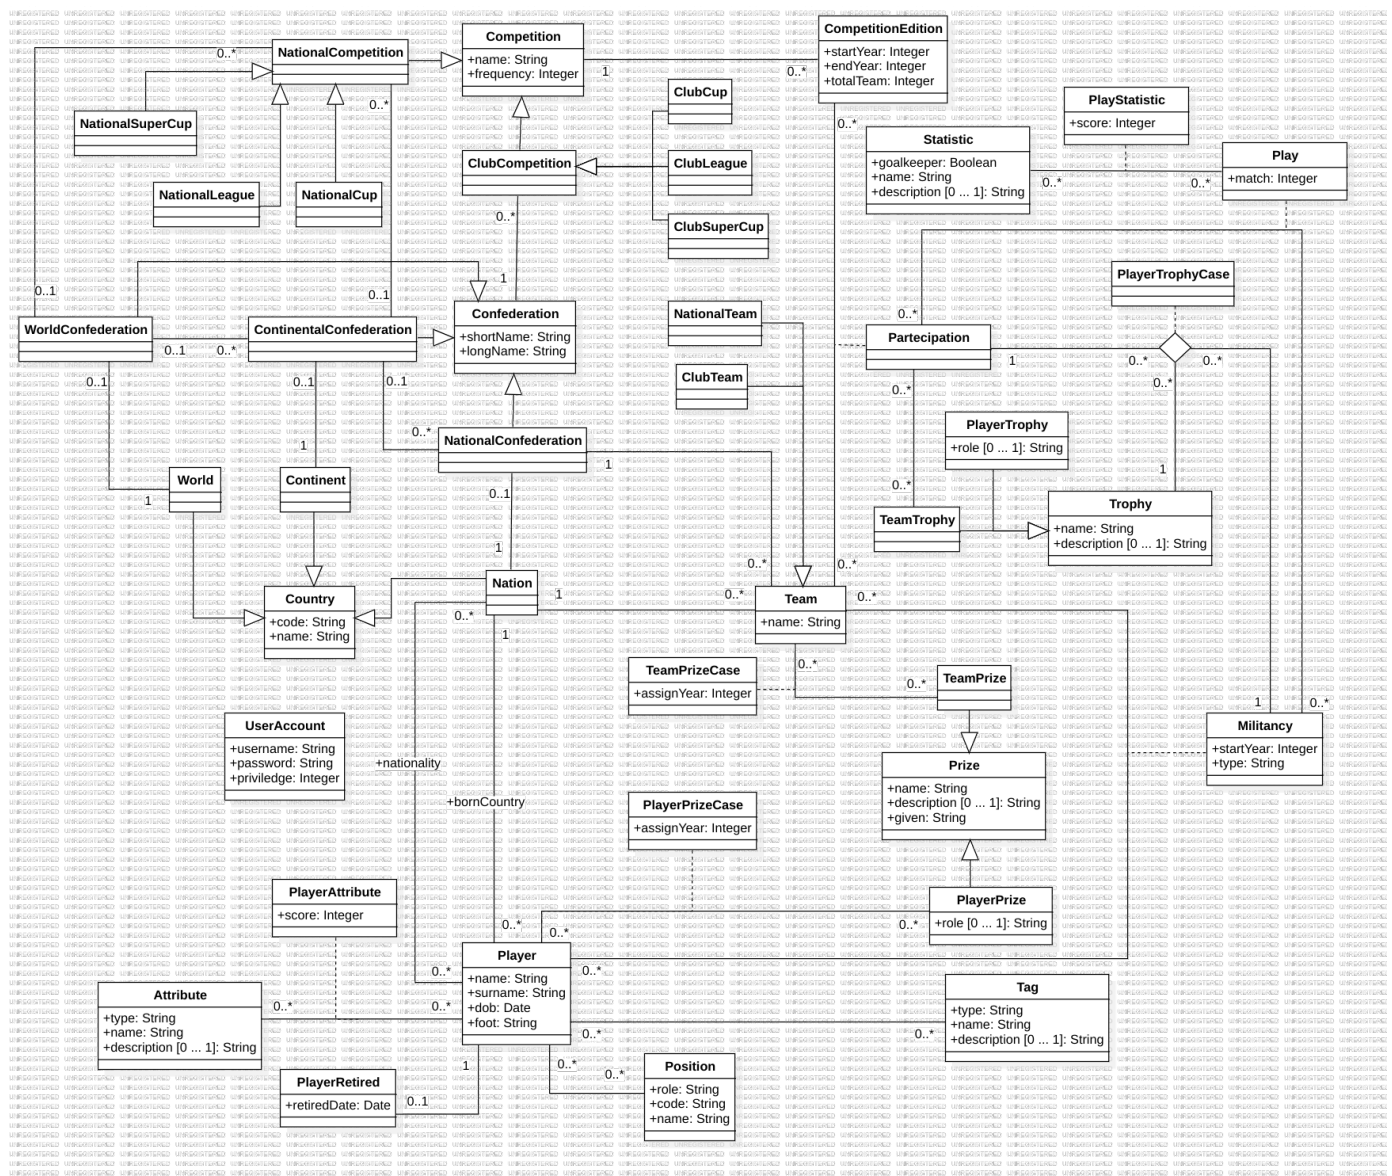 Competition
+name: String
+frequency: Integer
CompetitionEdition
+startYear: Integer
+endYear: Integer
+totalTeam: Integer
NationalCompetition
0..*
1
0..*
0..*
0..*
NationalSuperCup
NationalLeague
NationalCup
ClubCompetition
0..*
ClubCup
ClubLeague
ClubSuperCup
Statistic
+goalkeeper: Boolean
+name: String
+description [0 ... 1]: String
PlayStatistic
+score: Integer
Play
+match: Integer
0..*
0..*
PlayerTrophyCase
0..1
0..1
1
WorldConfederation
ContinentalConfederation
0..1
0..*
Confederation
+shortName: String
+longName: String
NationalTeam
ClubTeam
0..*
Partecipation
1
0..*
0..*
0..*
0..*
0..1
0..1
0..1
0..*
NationalConfederation
1
PlayerTrophy
+role [0 ... 1]: String
1
World
1
Continent
1
0..1
1
0..*
TeamTrophy
Trophy
+name: String
+description [0 ... 1]: String
Country
+code: String
+name: String
Nation
0..*
1
1
0..*
0..*
0..*
0..*
Team
+name: String
TeamPrizeCase
+assignYear: Integer
0..*
0..*
TeamPrize
UserAccount
+username: String
+password: String
+priviledge: Integer
+nationality
+bornCountry
1
0..*
Militancy
+startYear: Integer
+type: String
Prize
+name: String
+description [0 ... 1]: String
+given: String
PlayerPrizeCase
+assignYear: Integer
PlayerAttribute
+score: Integer
PlayerPrize
+role [0 ... 1]: String
0..*
0..*
0..*
Player
+name: String
+surname: String
+dob: Date
+foot: String
0..*
0..*
0..*
0..*
Attribute
+type: String
+name: String
+description [0 ... 1]: String
Tag
+type: String
+name: String
+description [0 ... 1]: String
0..*
0..*
PlayerRetired
+retiredDate: Date
0..1
1
0..*
0..*
Position
+role: String
+code: String
+name: String
UNREGISTERED